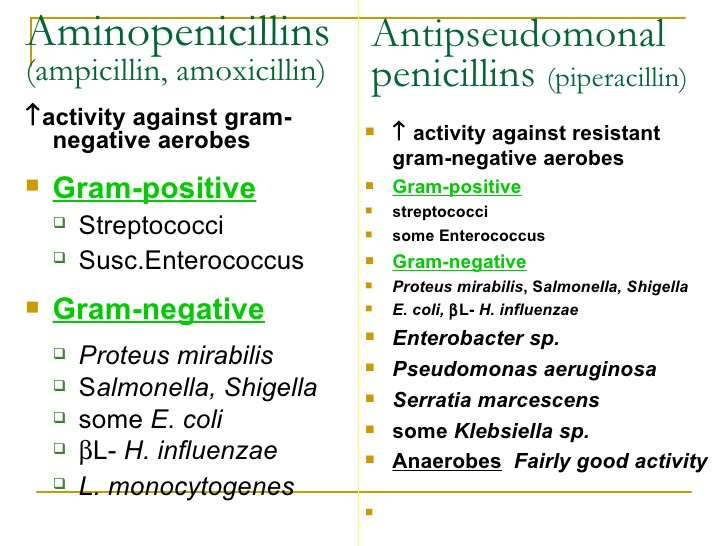 Aminopenicillins
(ampicillin, amoxicillin)
↑activity against gram-
negative aerobes
Gram-positive
Streptococci
Susc.Enterococcus
Gram-negative
Proteus mirabilis
Salmonella, Shigella
some E. coli
βL- H. influenzae
L. monocytogenes
Antipseudomonal
penicillins (piperacillin)
↑ activity against resistant
gram-negative aerobes
Gram-positive
streptococci
some Enterococcus
Gram-negative
Proteus mirabilis, Salmonella, Shigella
E. coli, βL- H. influenzae
Enterobacter sp.
Pseudomonas aeruginosa
Serratia marcescens
some Klebsiella sp.
Anaerobes Fairly good activity